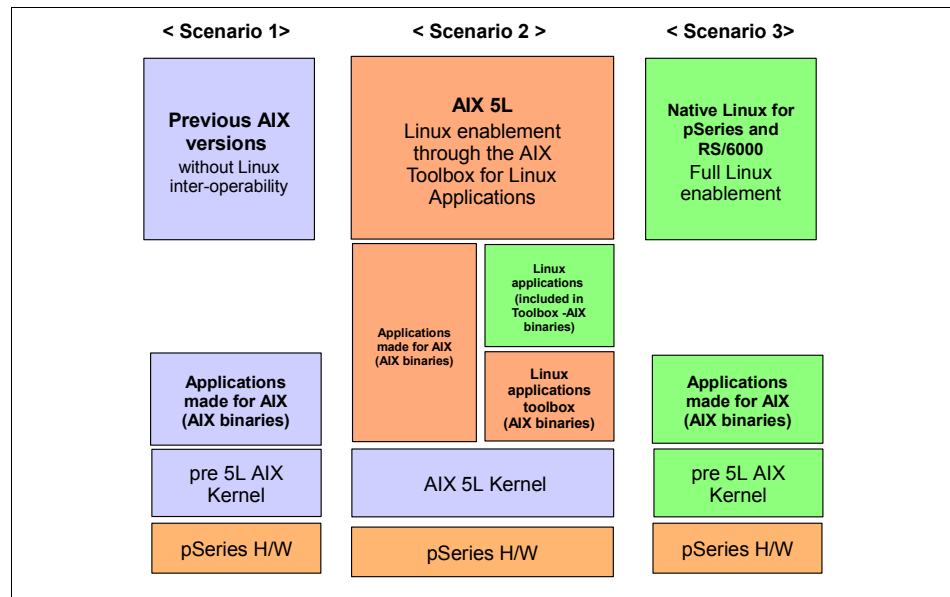 < Scenario 1>
< Scenario 2 >
< Scenario 3>
Previous AIX
versions
without Linux
inter-operability
AIX 5L
Linux enablement
through the AIX
Toolbox for Linux
Applications
Native Linux for
pSeries and
RS/6000
Full Linux
enablement
Applications
made for AIX
(AIX binaries)
Linux
applications
(included in
Toolbox -AIX
binaries)
Linux
applications
toolbox
(AIX binaries)
Applications
made for AIX
(AIX binaries)
Applications
made for AIX
(AIX binaries)
pre 5L AIX
Kernel
AIX 5L Kernel
pre 5L AIX
Kernel
pSeries H/W
pSeries H/W
pSeries H/W